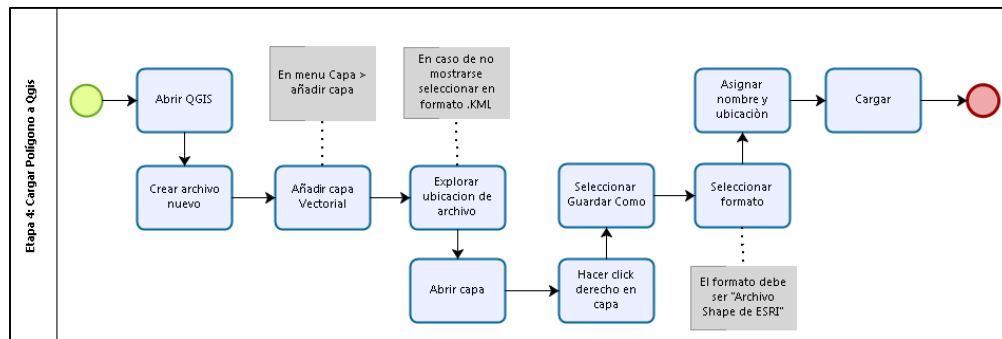 Etapa 4: Cargar Polígono a Qgis
Abrir QGIS
Crear archivo
nuevo
En menu Capa >
añadir capa
Añadir capa
Vectorial
En caso de no
mostrarse
seleccionar en
formato .KML
Explorar
ubicacion de
archivo
Abrir capa
Hacer click
derecho en
capa
Seleccionar
Guardar Como
Seleccionar
formato
El formato debe
ser "Archivo
Shape de ESRI"
Asignar
nombre y
ubicaciòn
Cargar